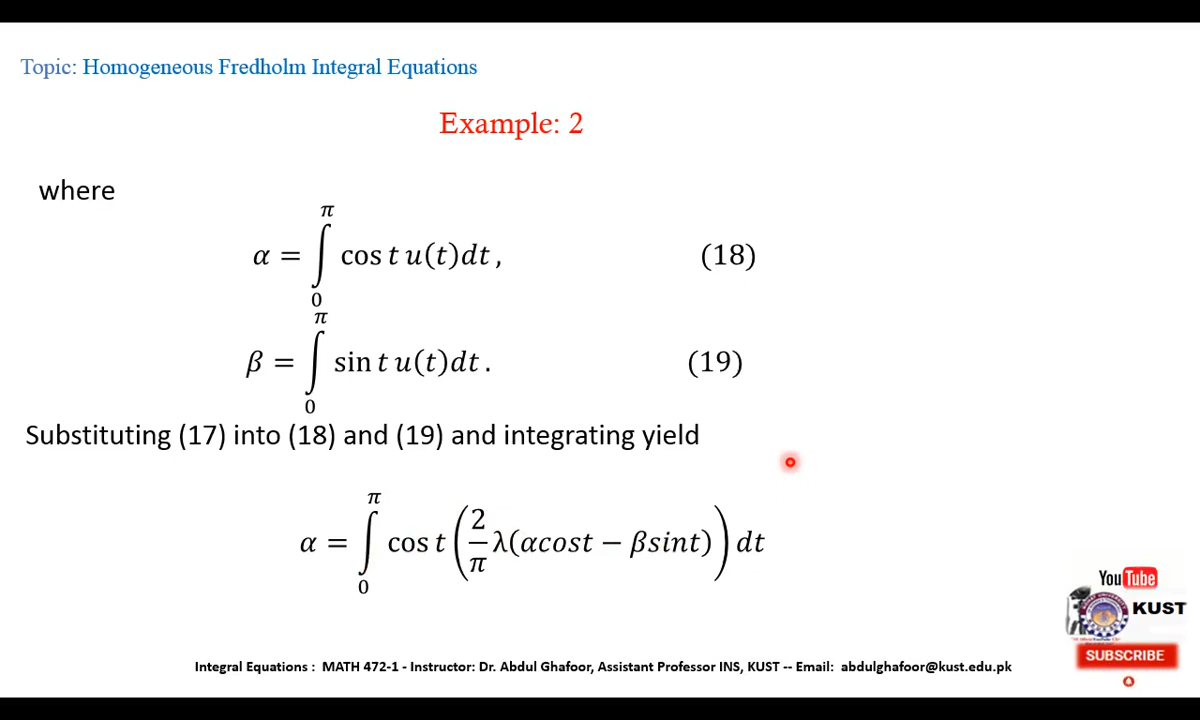 Topic: Homogeneous Fredholm Integral Equations
Example: 2
where
α = ∫₀^π cos t u(t)dt, (18)
β = ∫₀^π sin t u(t)dt. (19)
Substituting (17) into (18) and (19) and integrating yield
α = ∫₀^π cos t (2/π λ(αcost − βsint)) dt
YouTube
KUST
SUBSCRIBE
Integral Equations : MATH 472-1 - Instructor: Dr. Abdul Ghafoor, Assistant Professor INS, KUST -- Email: abdulghafoor@kust.edu.pk